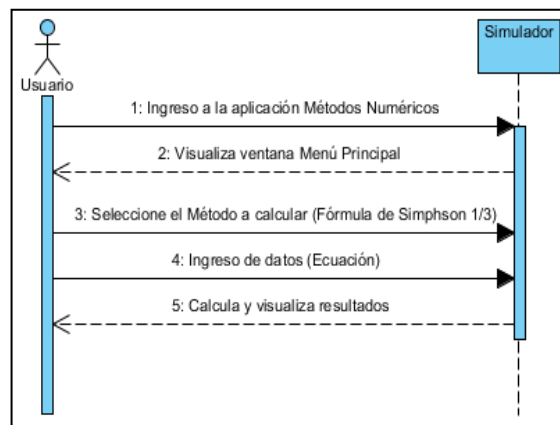 Simulador
Usuario
1: Ingreso a la aplicación Métodos Numéricos
2: Visualiza ventana Menú Principal
3: Seleccione el Método a calcular (Fórmula de Simphson 1/3)
4: Ingreso de datos (Ecuación)
5: Calcula y visualiza resultados